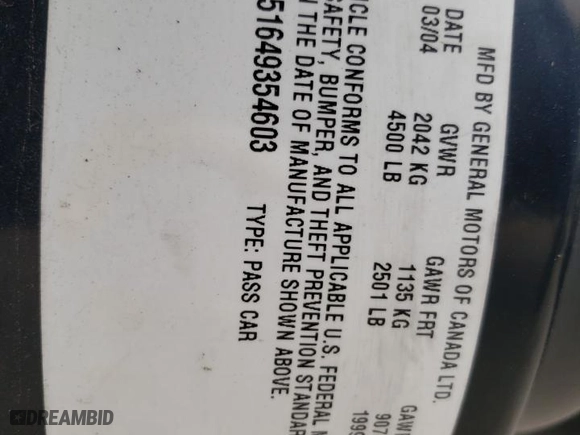 MFD BY GENERAL MOTORS OF CANADA LTD.
DATE GVWR GAWR FRT
03/04 2042 KG 1135 KG 907
4500 LB 2501 LB 1999
CONFORMS TO ALL APPLICABLE U.S. FEDERAL
SAFETY, BUMPER, AND THEFT PREVENTION
THE DATE OF MANUFACTURE SHOWN ABOVE.
51649354603 TYPE: PASS CAR
DREAMBID